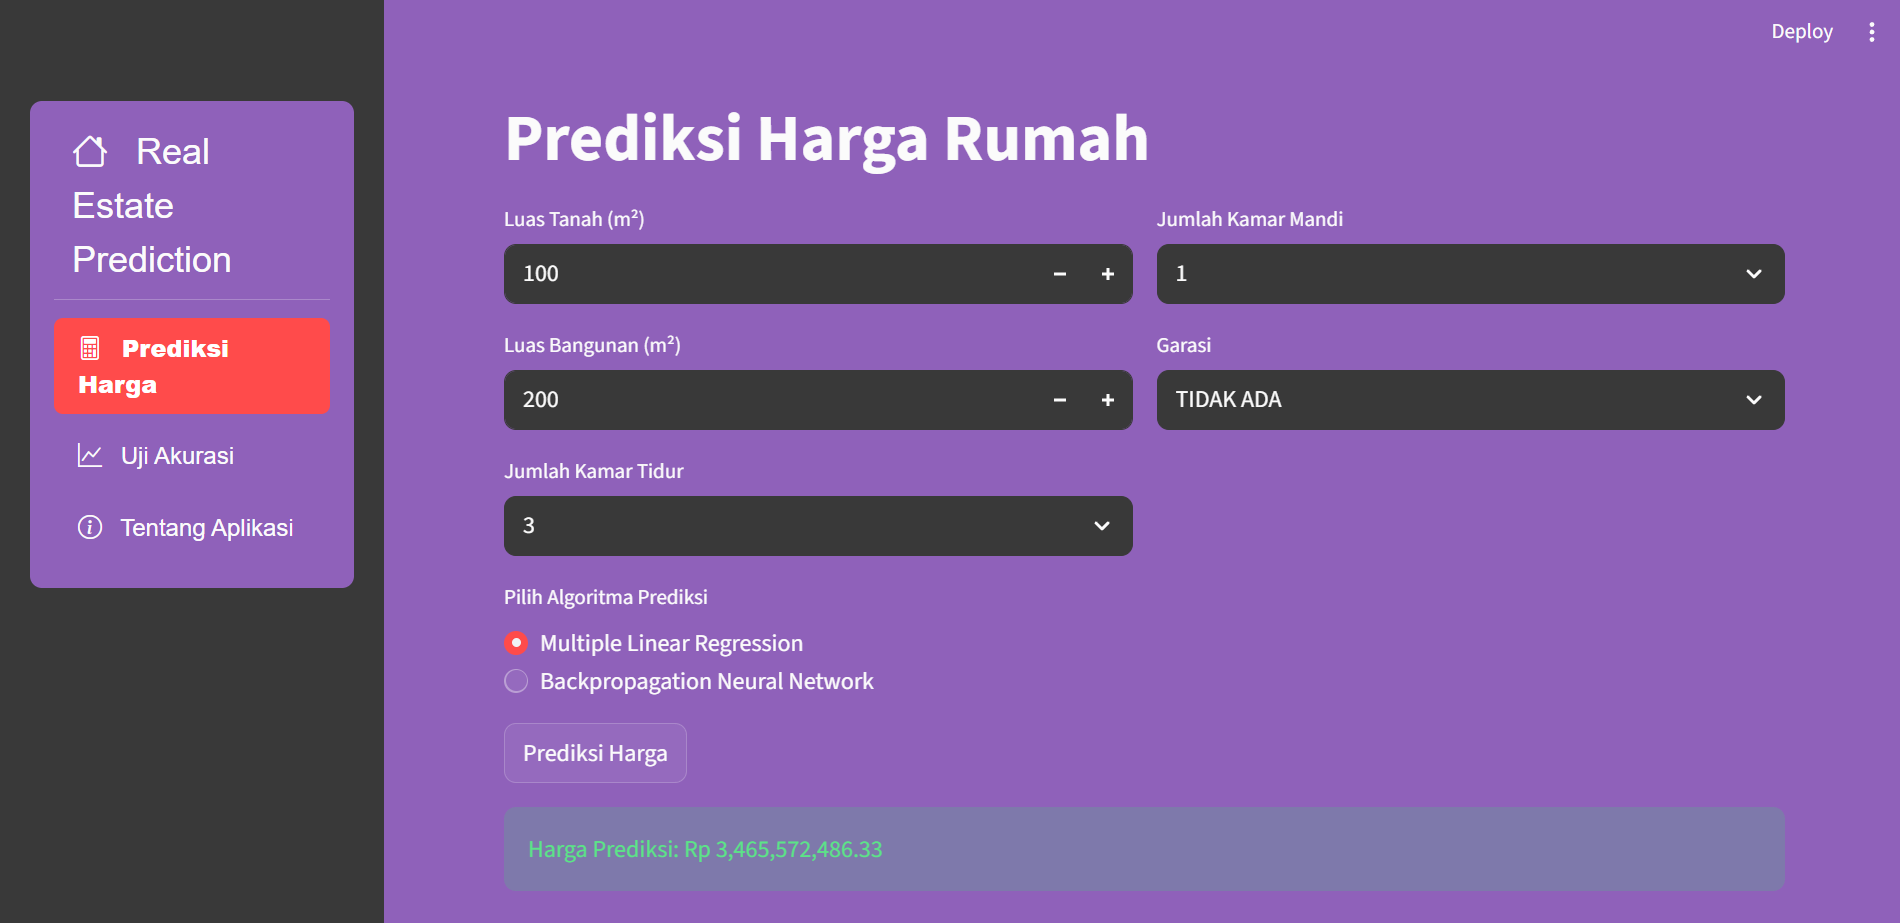 Deploy
Real
Estate
Prediction
Prediksi
Harga
Uji Akurasi
Tentang Aplikasi
Prediksi Harga Rumah
Luas Tanah (m²)
100
Jumlah Kamar Mandi
1
Luas Bangunan (m²)
200
Garasi
TIDAK ADA
Jumlah Kamar Tidur
3
Pilih Algoritma Prediksi
Multiple Linear Regression
Backpropagation Neural Network
Prediksi Harga
Harga Prediksi: Rp 3,465,572,486.33